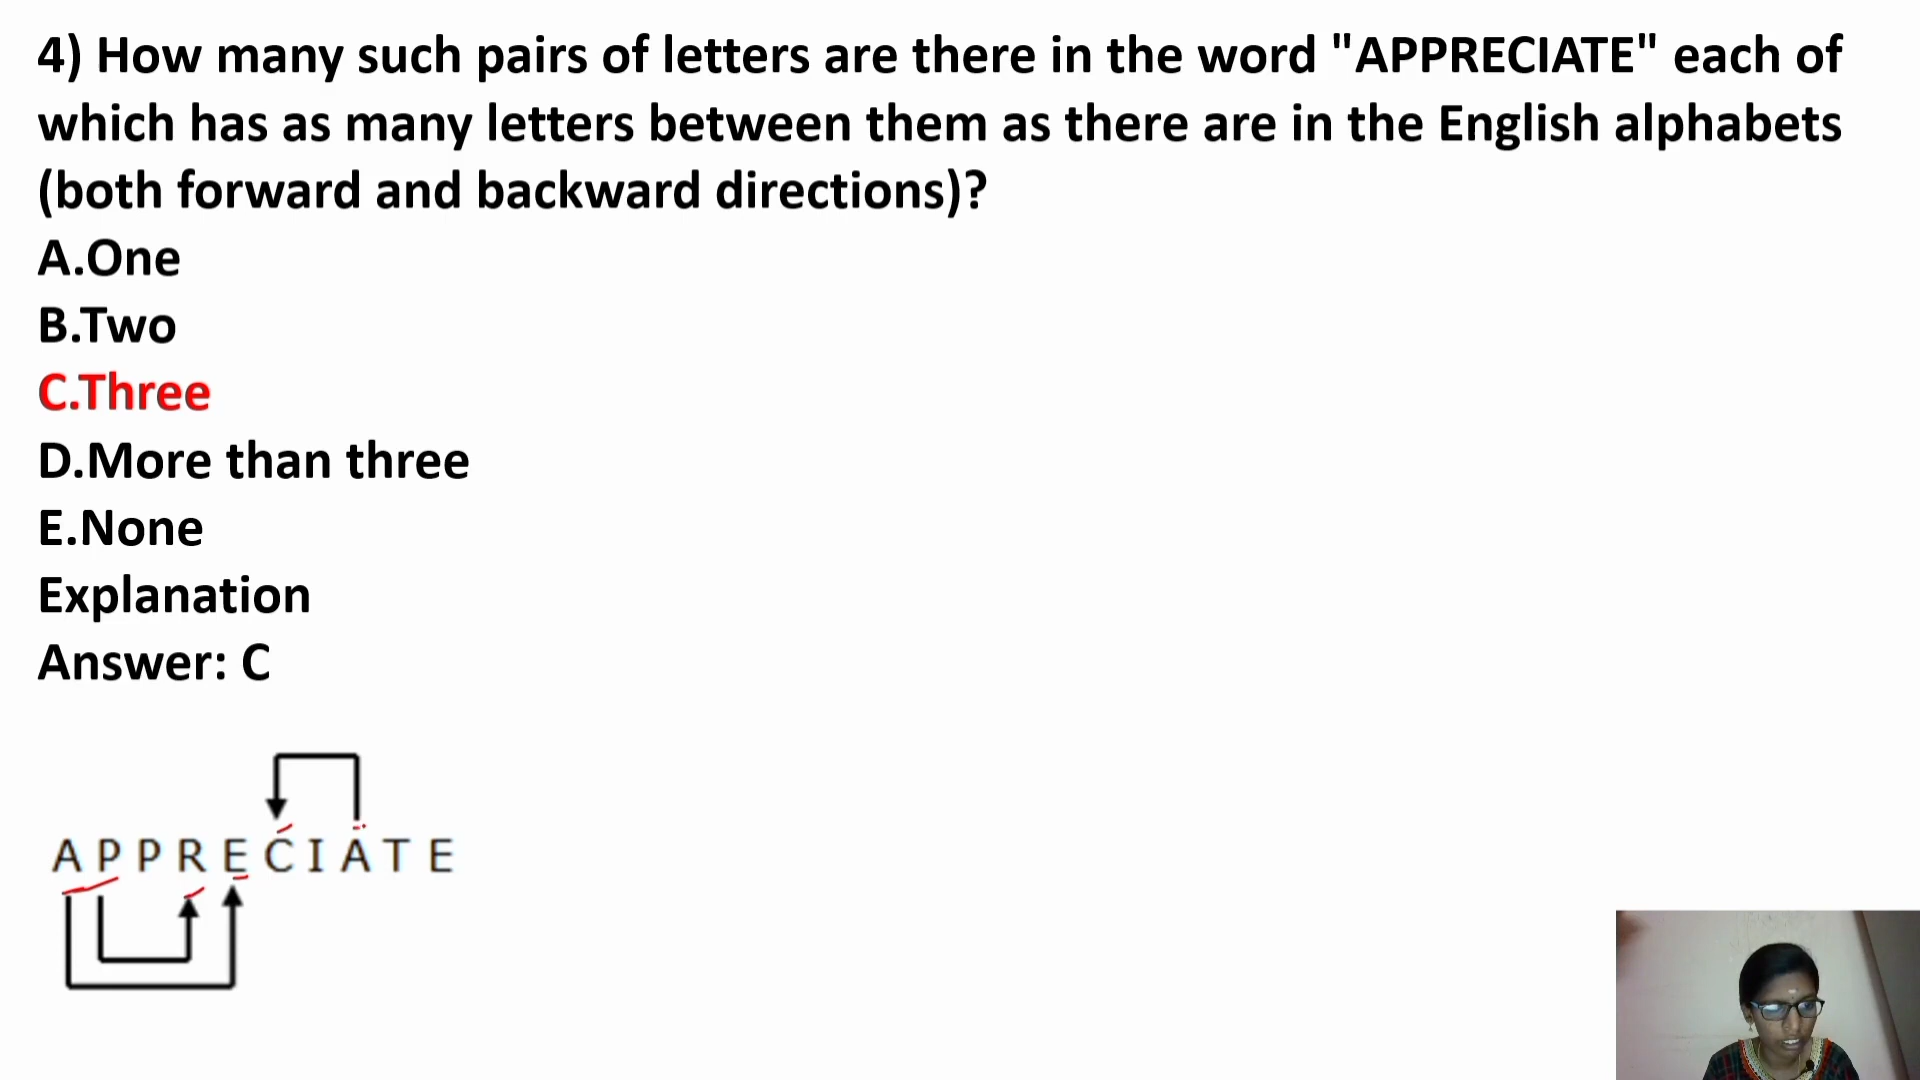 4) How many such pairs of letters are there in the word "APPRECIATE" each of
which has as many letters between them as there are in the English alphabets
(both forward and backward directions)?
A.One
B.Two
C.Three
D.More than three
E.None
Explanation
Answer: C
A P P R E C I A T E